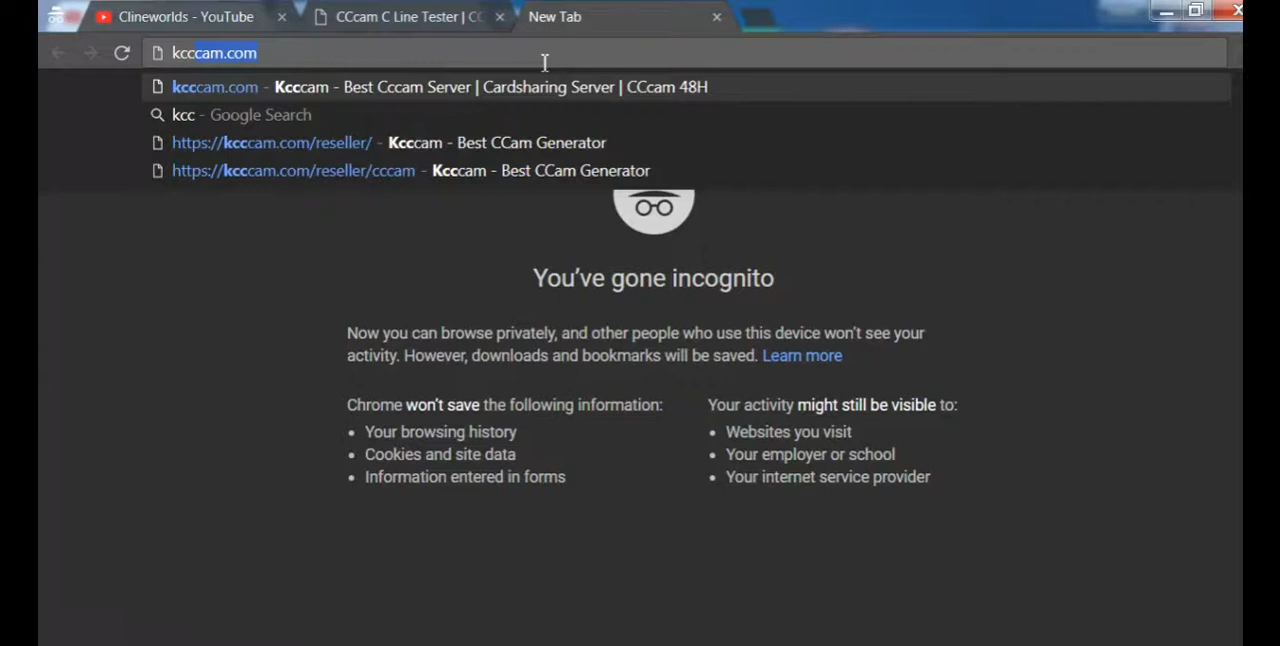 Clineworlds - YouTube
CCcam C Line Tester | CC
New Tab
kcccam.com
kcccam.com - Kcccam - Best Cccam Server | Cardsharing Server | CCcam 48H
kcc - Google Search
https://kcccam.com/reseller/ - Kcccam - Best CCam Generator
https://kcccam.com/reseller/cccam - Kcccam - Best CCam Generator
You've gone incognito
Now you can browse privately, and other people who use this device won't see your
activity. However, downloads and bookmarks will be saved. Learn more
Chrome won't save the following information:
• Your browsing history
• Cookies and site data
• Information entered in forms
Your activity might still be visible to:
• Websites you visit
• Your employer or school
• Your internet service provider